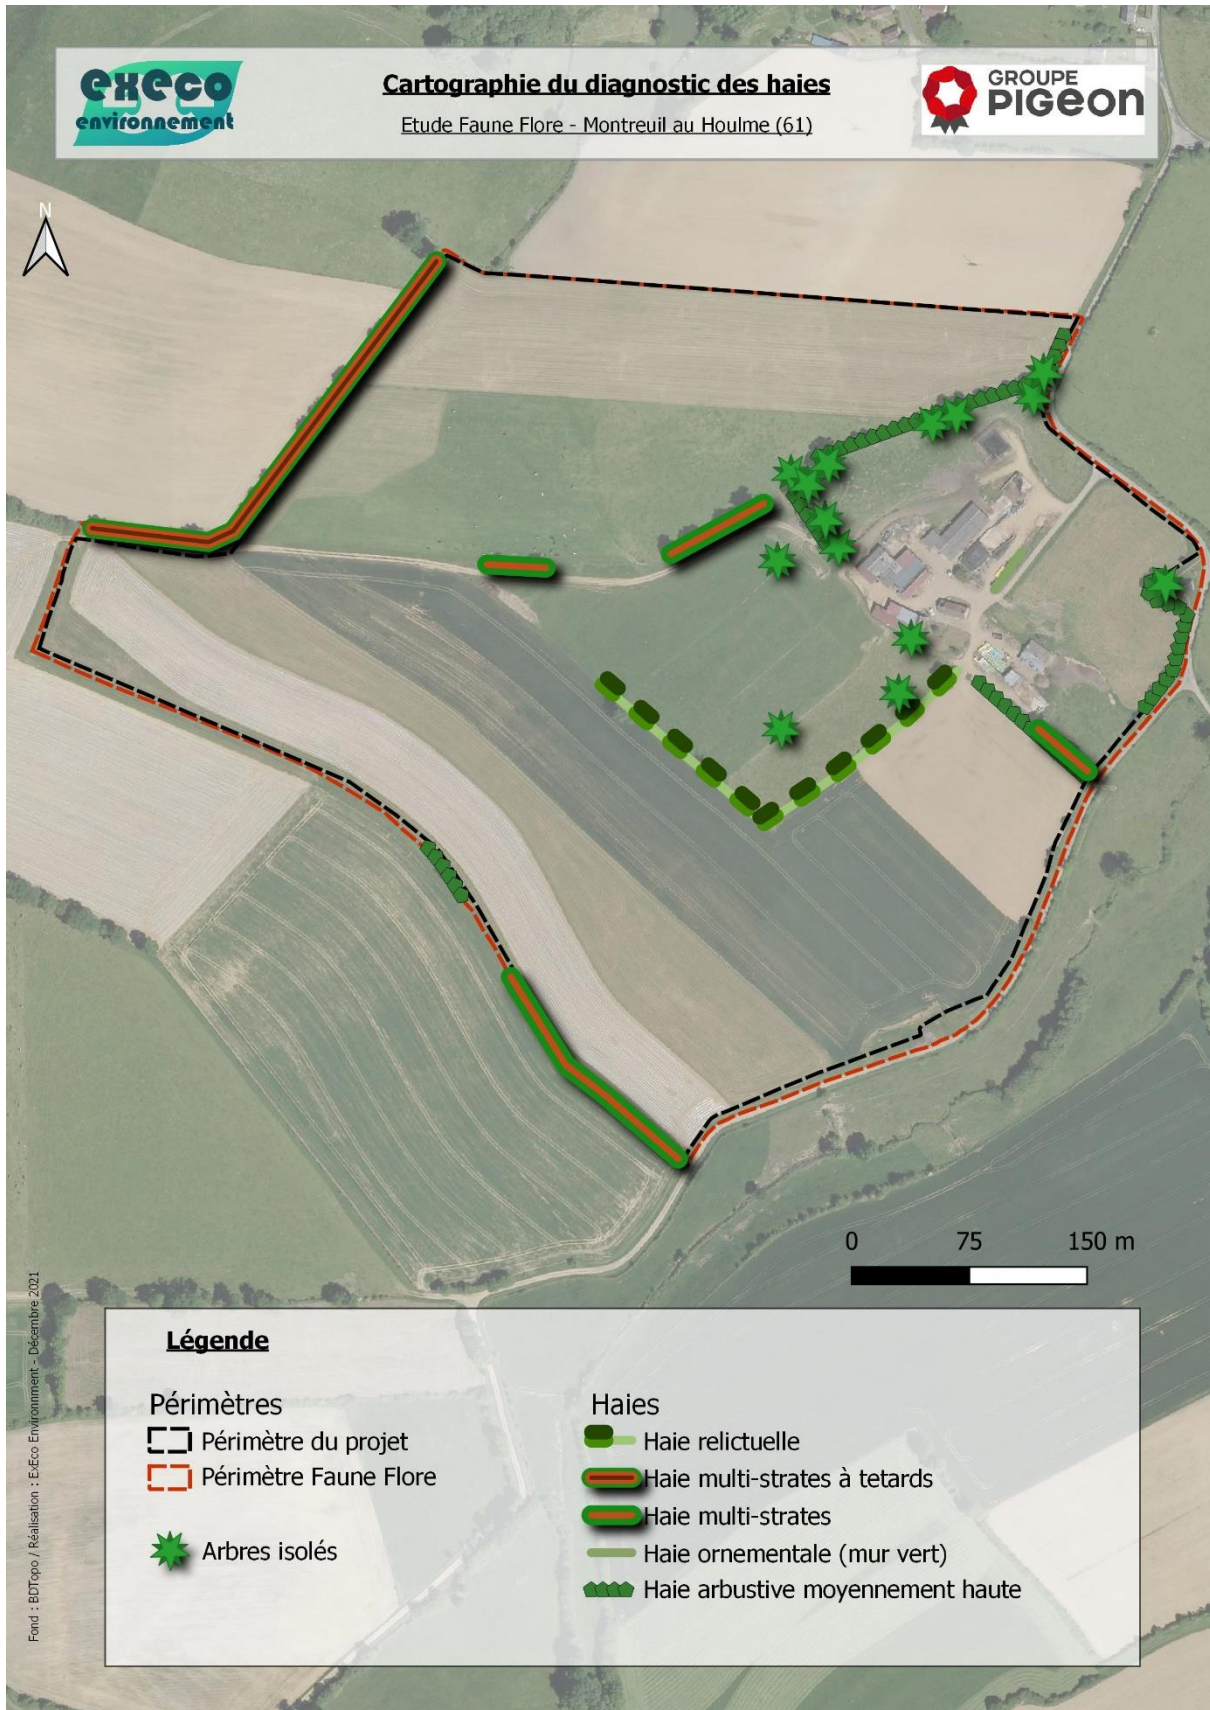 execo
environnement
Cartographie du diagnostic des haies
Etude Faune Flore - Montreuil au Houlme (61)
GROUPE
PIGEON
N
0 75 150 m
Légende
Périmètres
Périmètre du projet
Périmètre Faune Flore
Arbres isolés
Haies
Haie relictuelle
Haie multi-strates à tetards
Haie multi-strates
Haie ornementale (mur vert)
Haie arbustive moyennement haute
Fond : BDTopo / Réalisation : ExEco Environnment - Décembre 2021